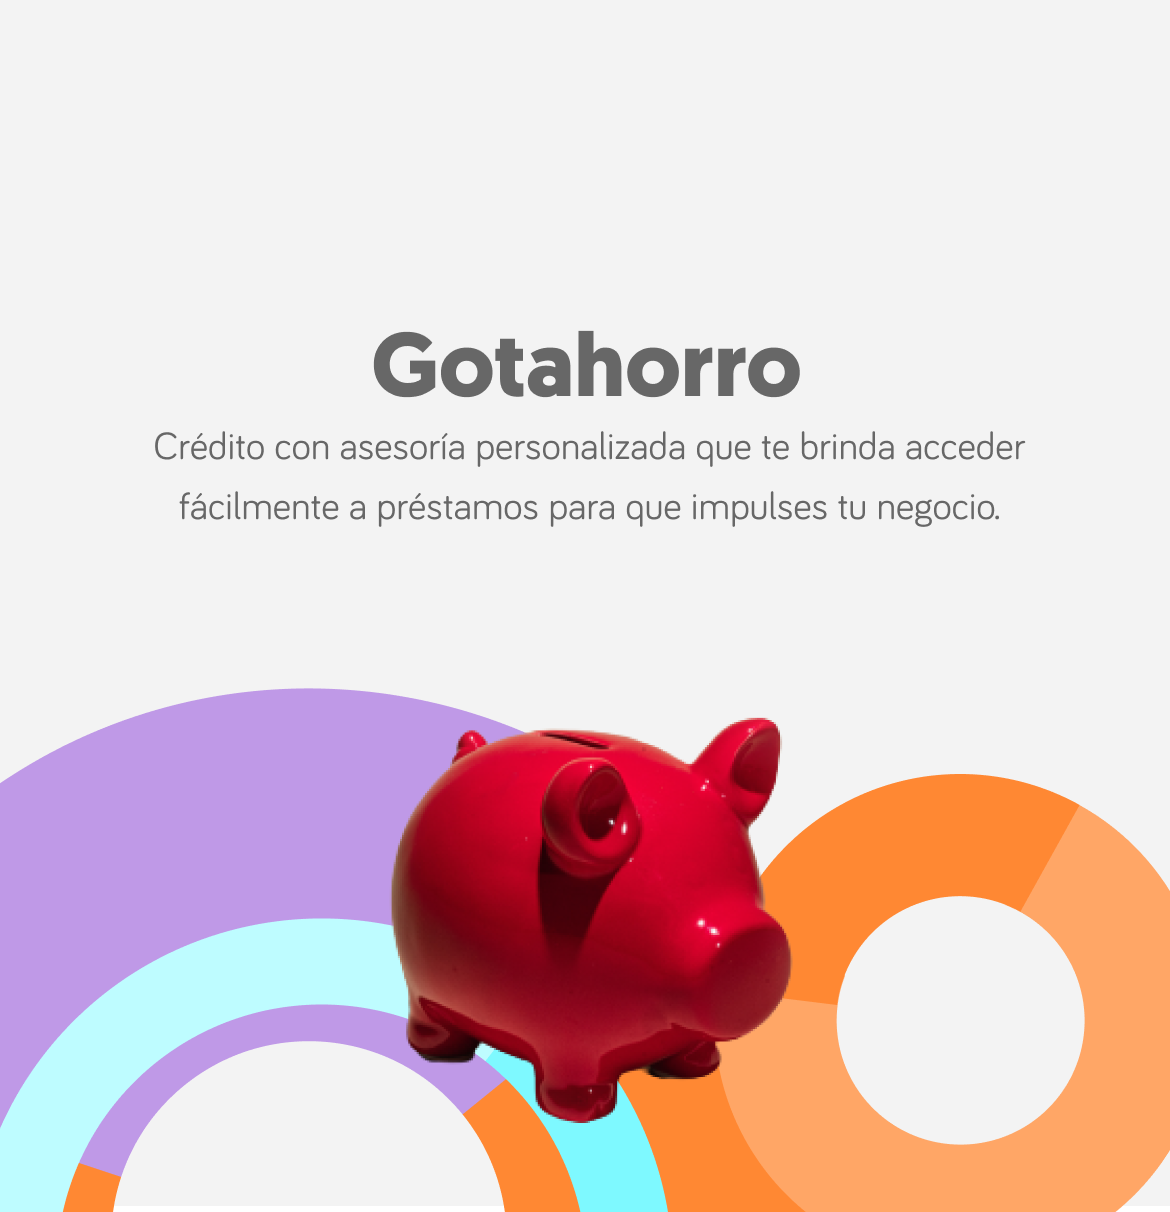 Gotahorro
Crédito con asesoría personalizada que te brinda acceder
fácilmente a préstamos para que impulses tu negocio.